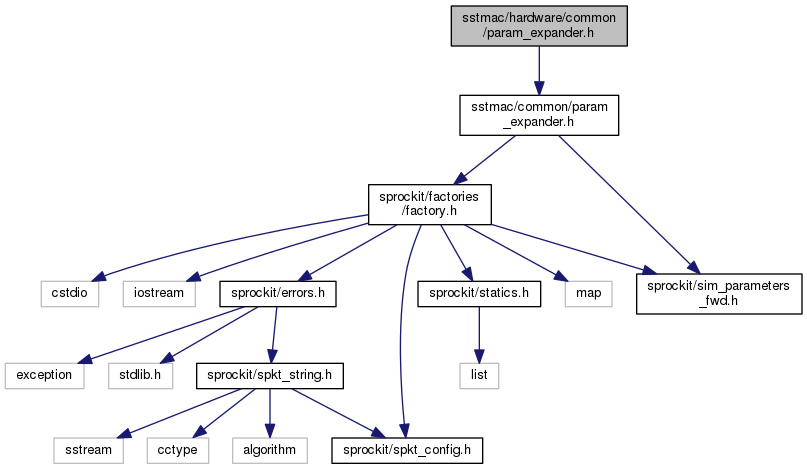 sstmac/hardware/common
/param_expander.h
sstmac/common/param
_expander.h
sprockit/factories
/factory.h
cstdio
iostream
sprockit/errors.h
sprockit/statics.h
map
sprockit/sim_parameters
_fwd.h
exception
stdlib.h
sprockit/spkt_string.h
list
sstream
cctype
algorithm
sprockit/spkt_config.h